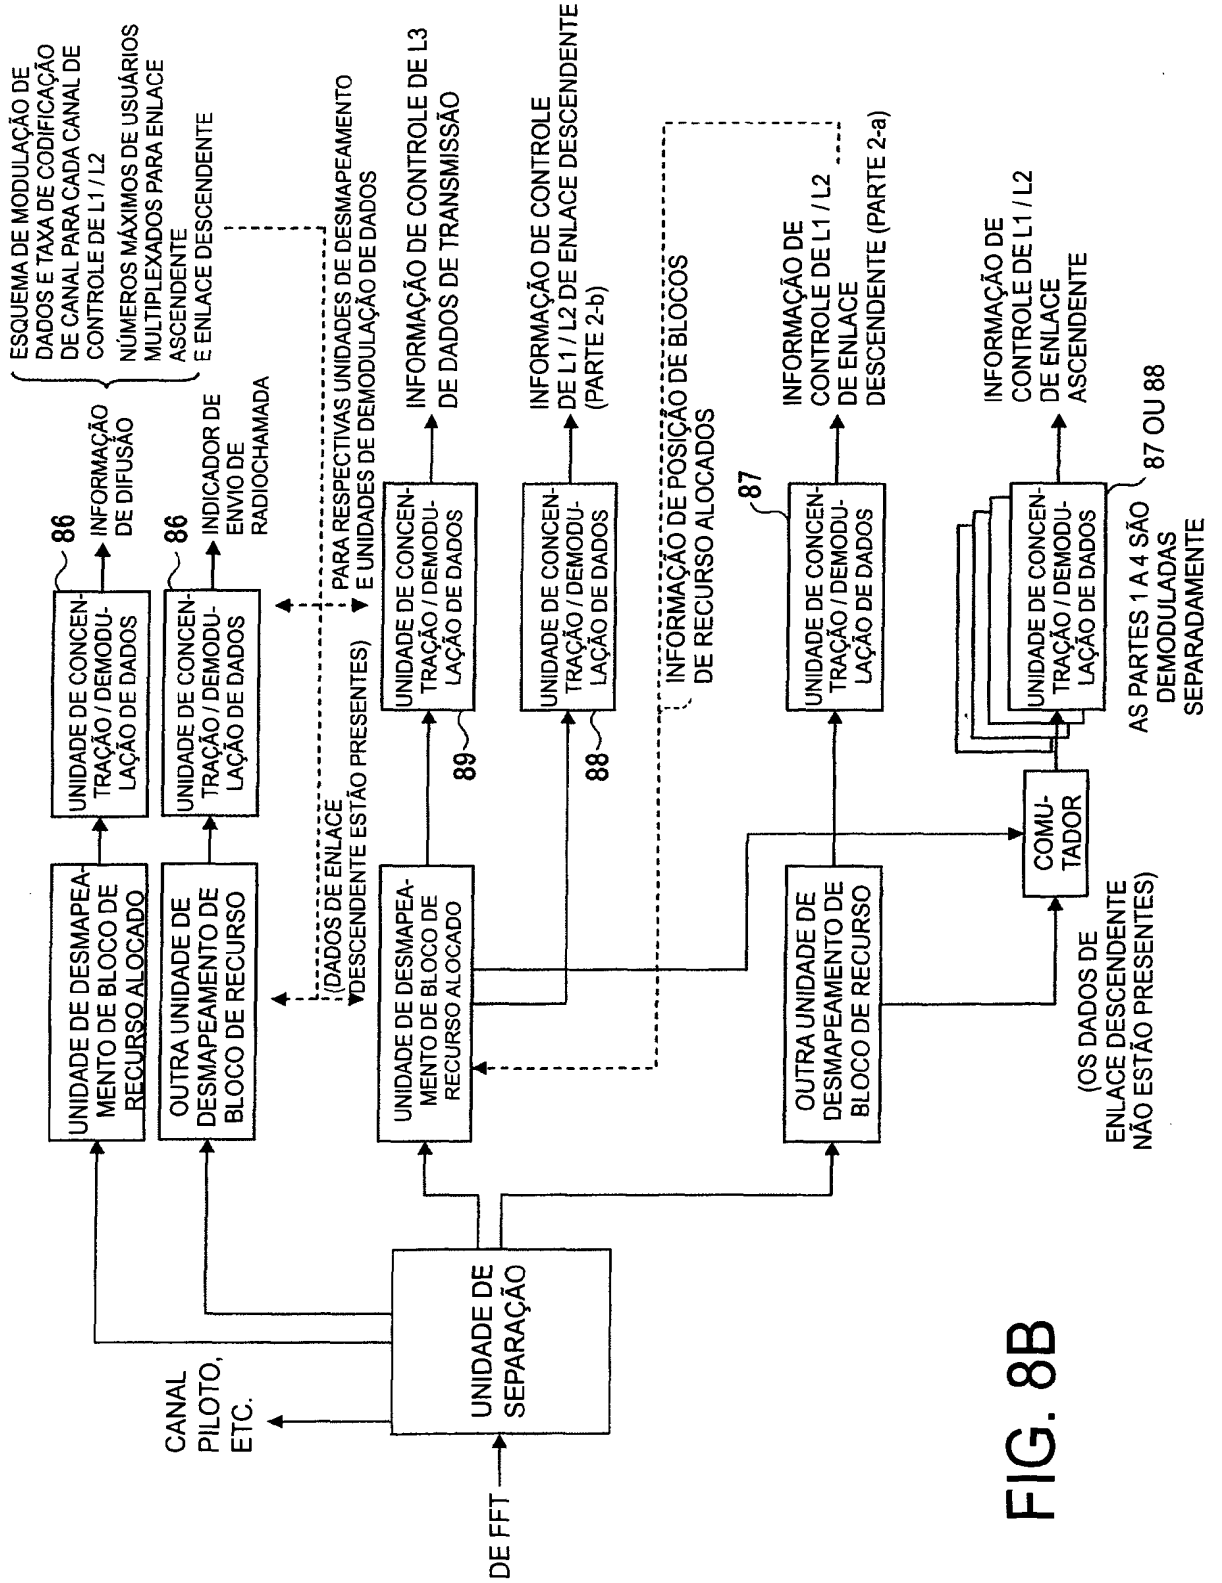 ESQUEMA DE MODULAÇÃO DE
DADOS E TAXA DE CODIFICAÇÃO
DE CANAL PARA CADA CANAL DE
CONTROLE DE L1 / L2
NÚMEROS MÁXIMOS DE USUÁRIOS
MULTIPLEXADOS PARA ENLACE
ASCENDENTE
E ENLACE DESCENDENTE
UNIDADE DE DESMAPEA-
MENTO DE BLOCO DE
RECURSO ALOCADO
UNIDADE DE CONCEN-
TRAÇÃO / DEMODU-
LAÇÃO DE DADOS
86
INFORMAÇÃO
DE DIFUSÃO
OUTRA UNIDADE DE
DESMAPEAMENTO DE
BLOCO DE RECURSO
UNIDADE DE CONCEN-
TRAÇÃO / DEMODU-
LAÇÃO DE DADOS
86
INDICADOR DE
ENVIO DE
RADIOCHAMADA
CANAL
PILOTO,
ETC.
(DADOS DE ENLACE
DESCENDENTE ESTÃO PRESENTES)
PARA RESPECTIVAS UNIDADES DE DESMAPEAMENTO
E UNIDADES DE DEMODULAÇÃO DE DADOS
DE FFT
UNIDADE DE
SEPARAÇÃO
UNIDADE DE DESMAPEA-
MENTO DE BLOCO DE
RECURSO ALOCADO
UNIDADE DE CONCEN-
TRAÇÃO / DEMODU-
LAÇÃO DE DADOS
89
INFORMAÇÃO DE CONTROLE DE L3
DE DADOS DE TRANSMISSÃO
UNIDADE DE CONCEN-
TRAÇÃO / DEMODU-
LAÇÃO DE DADOS
88
INFORMAÇÃO DE CONTROLE
DE L1 / L2 DE ENLACE DESCENDENTE
(PARTE 2-b)
INFORMAÇÃO DE POSIÇÃO DE BLOCOS
DE RECURSO ALOCADOS
OUTRA UNIDADE DE
DESMAPEAMENTO DE
BLOCO DE RECURSO
87
UNIDADE DE CONCEN-
TRAÇÃO / DEMODU-
LAÇÃO DE DADOS
INFORMAÇÃO DE
CONTROLE DE L1 / L2
DE ENLACE
DESCENDENTE (PARTE 2-a)
(OS DADOS DE
ENLACE DESCENDENTE
NÃO ESTÃO PRESENTES)
COMU-
TADOR
UNIDADE DE CONCEN-
TRAÇÃO / DEMODU-
LAÇÃO DE DADOS
INFORMAÇÃO DE
CONTROLE DE L1 / L2
DE ENLACE
ASCENDENTE
87 OU 88
AS PARTES 1 A 4 SÃO
DEMODULADAS
SEPARADAMENTE
FIG. 8B